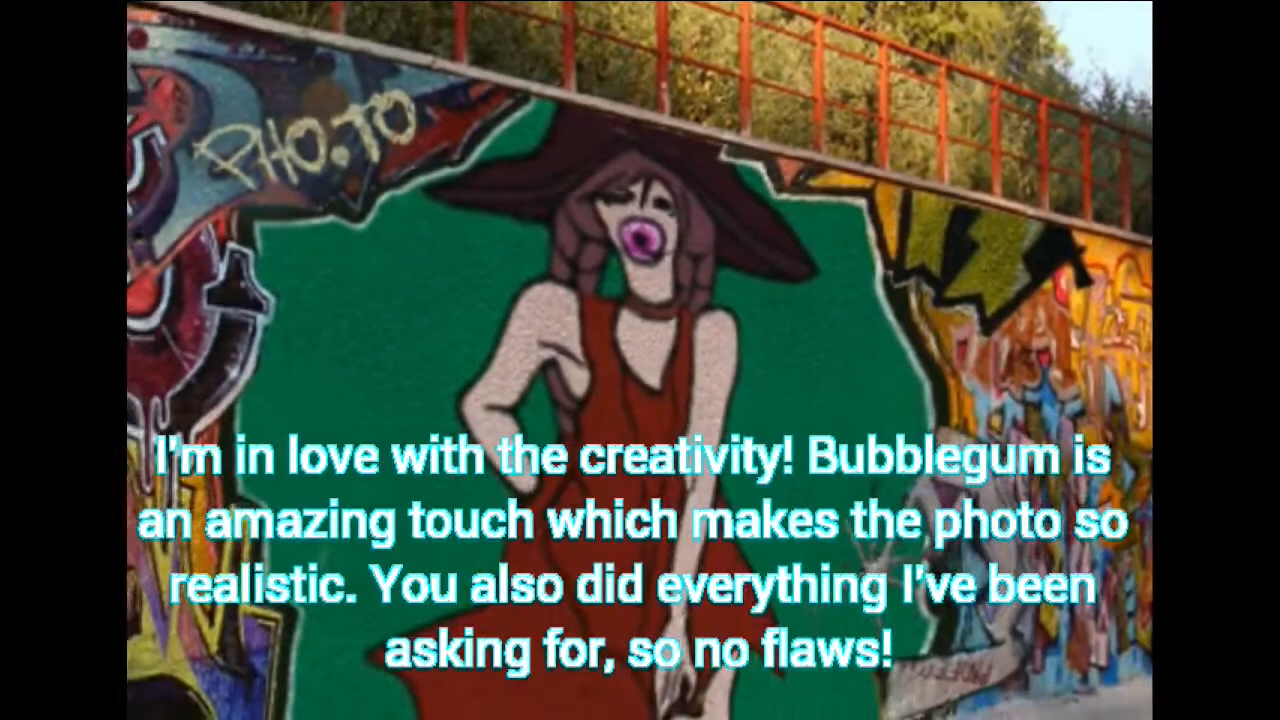 PHO.TO
I'm in love with the creativity! Bubblegum is
an amazing touch which makes the photo so
realistic. You also did everything I've been
asking for, so no flaws!